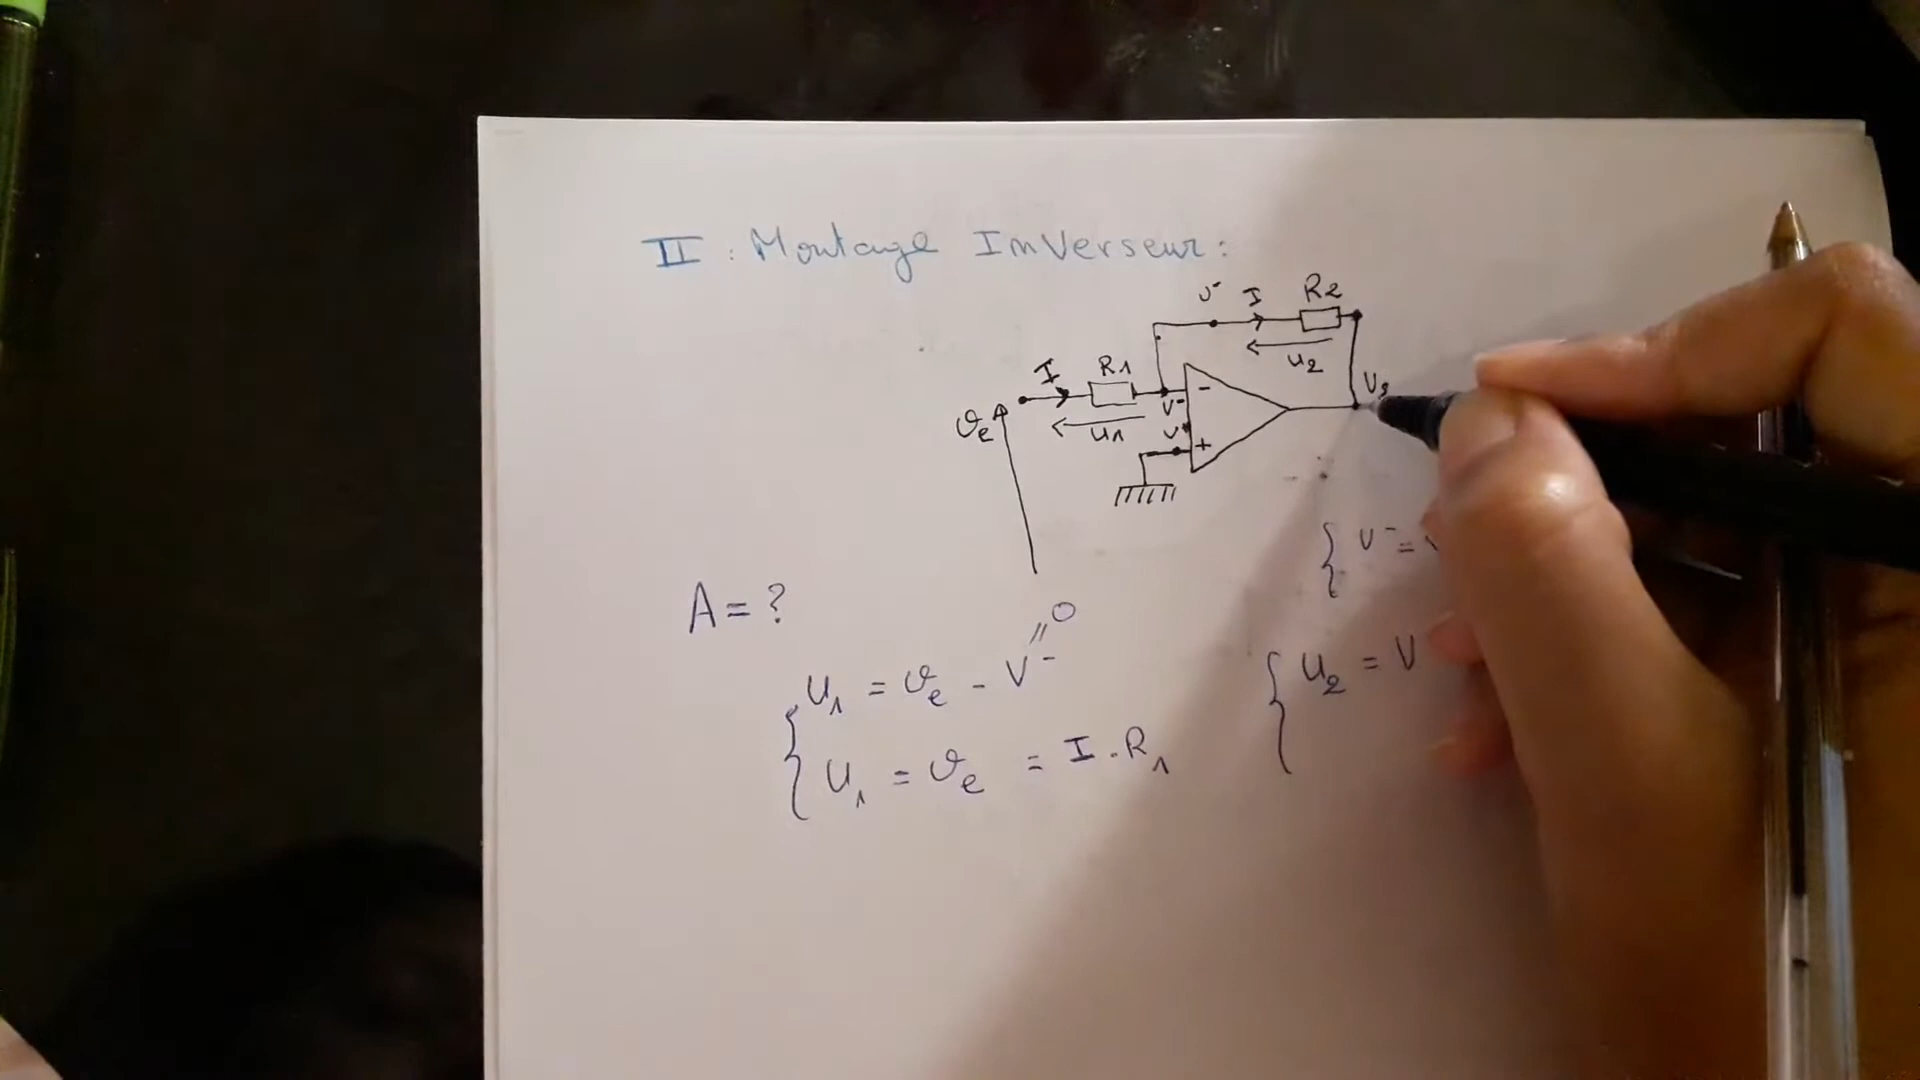 II : Montage InVerseur :
V- I R2
U2
I R1
Ve
U1
V-
V+
-
+
Vs
{ V- =
A = ?
0
//
{ U1 = Ve - V-
{ U2 = V
U1 = Ve = I . R1